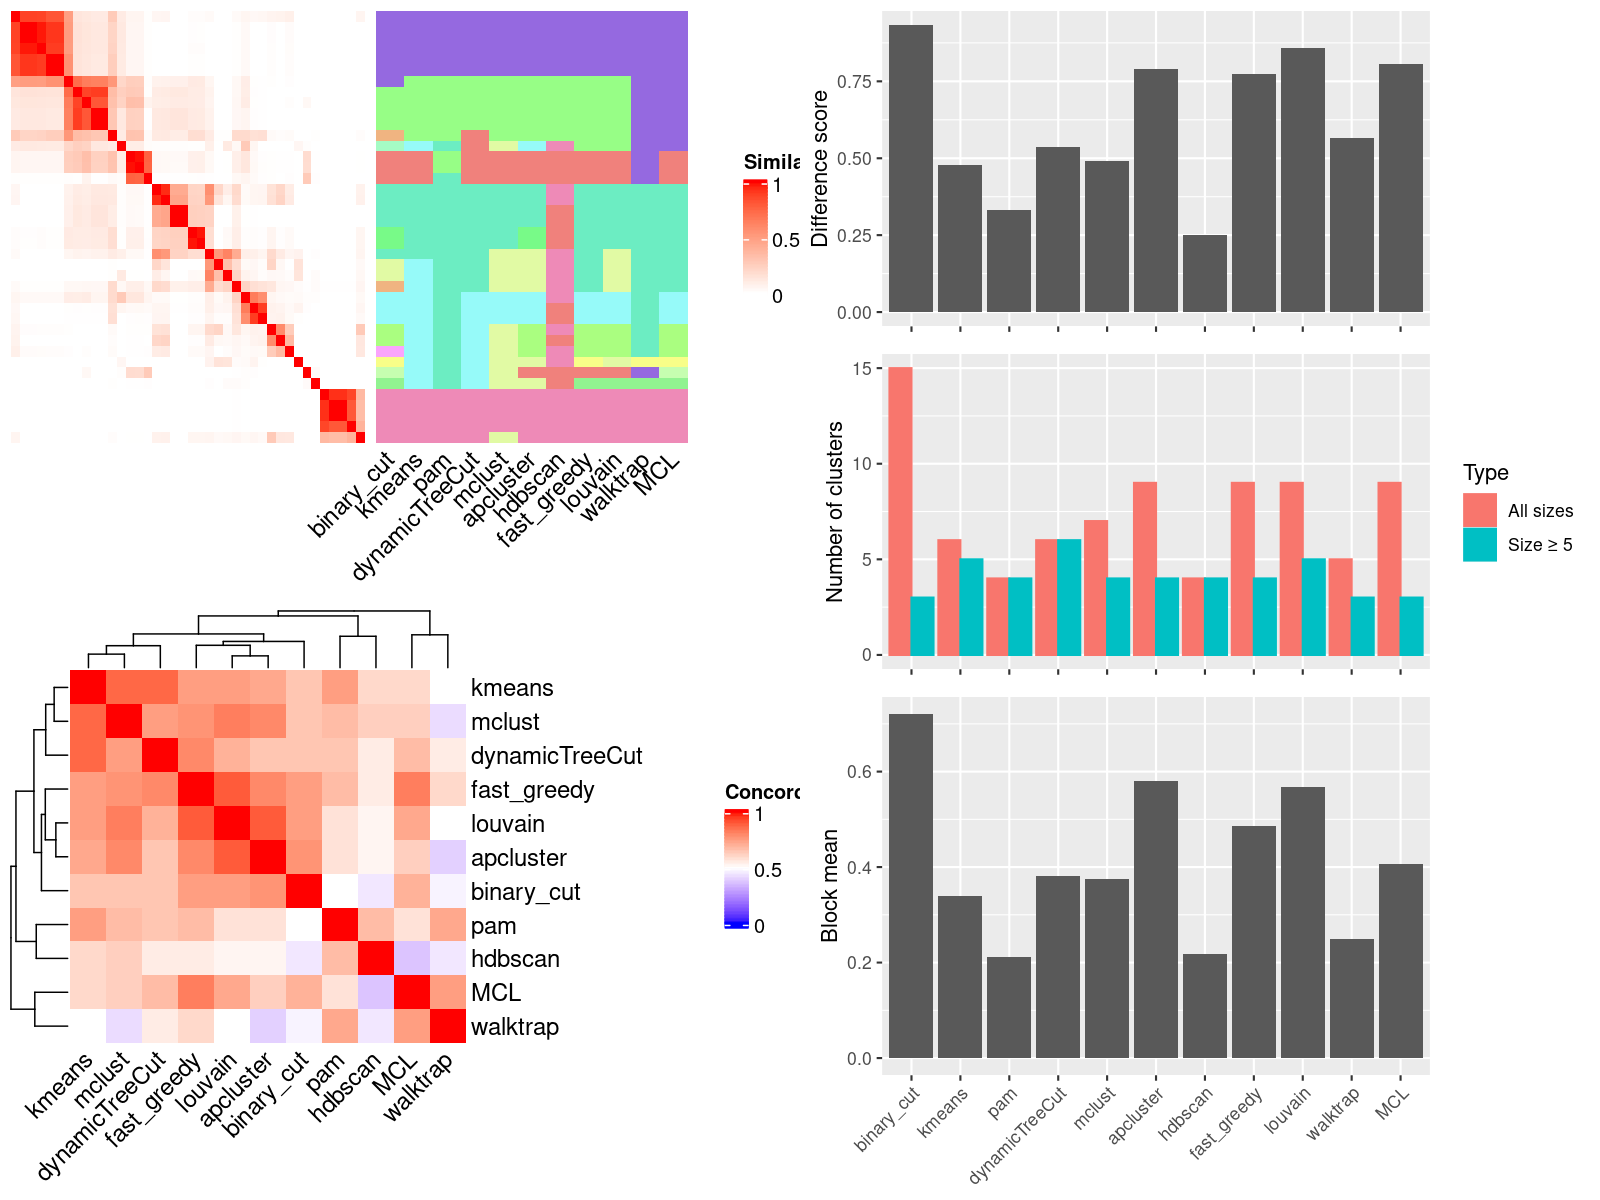 Simila
1
0.5
0
binary_cut
kmeans
pam
dynamicTreeCut
mclust
apcluster
hdbscan
fast_greedy
louvain
walktrap
MCL
kmeans
mclust
dynamicTreeCut
fast_greedy
louvain
apcluster
binary_cut
pam
hdbscan
MCL
walktrap
Concord
1
0.5
0
kmeans
mclust
dynamicTreeCut
fast_greedy
louvain
apcluster
binary_cut
pam
hdbscan
MCL
walktrap
Difference score
0.75
0.50
0.25
0.00
Number of clusters
15
10
5
0
Type
All sizes
Size ≥ 5
Block mean
0.6
0.4
0.2
0.0
binary_cut
kmeans
pam
dynamicTreeCut
mclust
apcluster
hdbscan
fast_greedy
louvain
walktrap
MCL